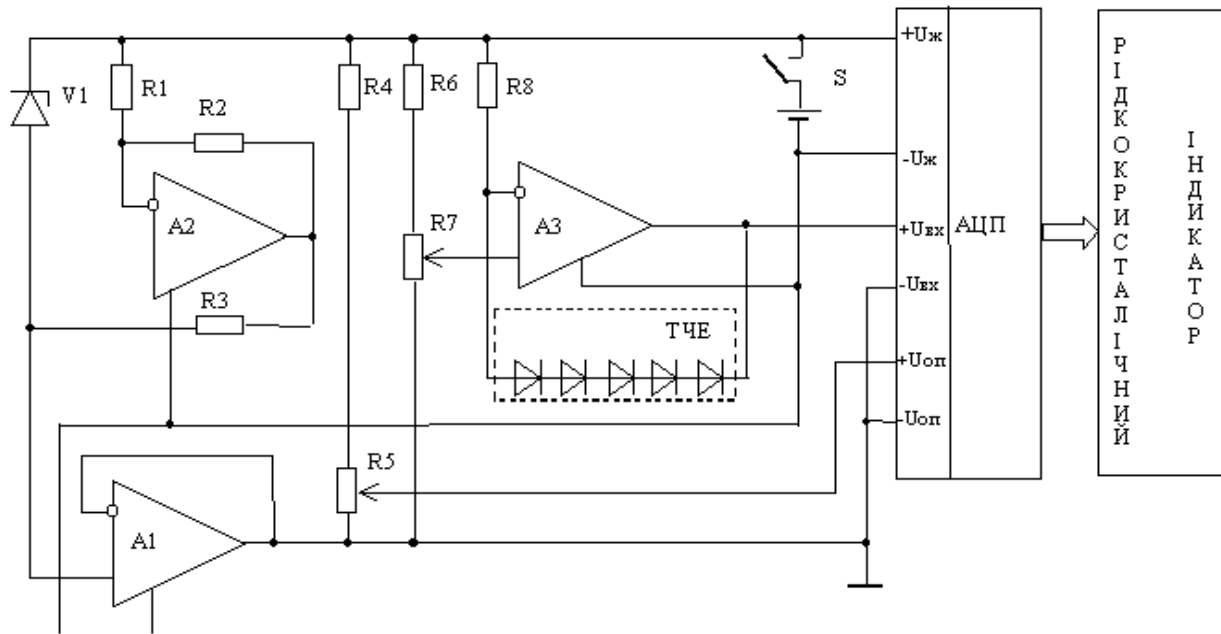 V1
R1
R2
A2
R3
A1
R4
R5
R6
R7
R8
A3
ТЧЕ
S
+Uж
-Uж
+Uвх
-Uвх
+Uоп
-Uоп
АЦП
РІДКОКРИСТАЛІЧНИЙ
ІНДИКАТОР